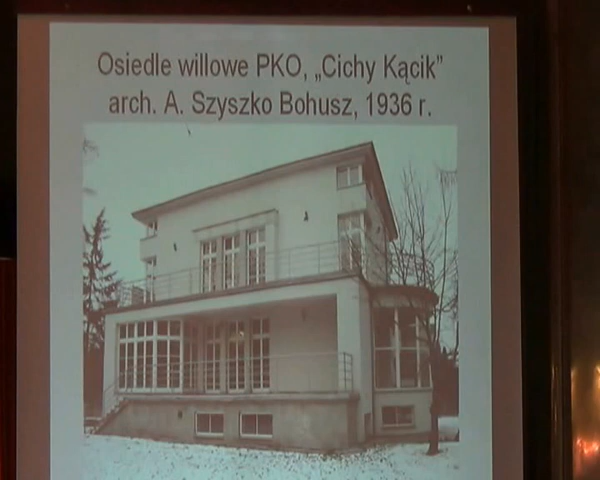 Osiedle willowe PKO, „Cichy Kącik”
arch. A. Szyszko Bohusz, 1936 r.